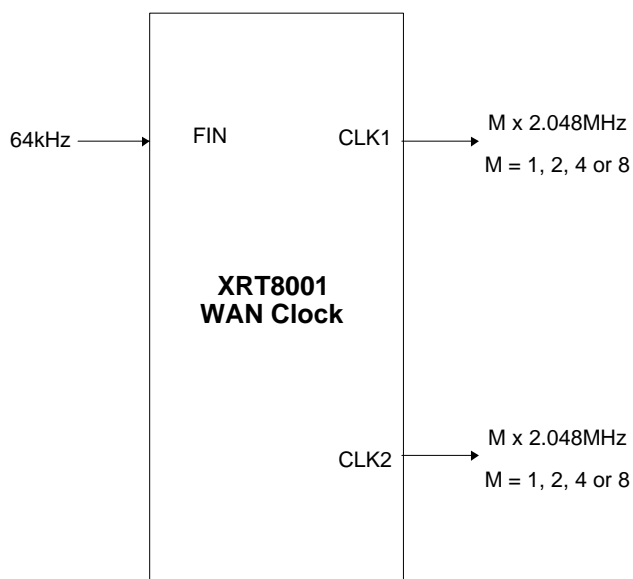 64kHz
FIN
CLK1
M x 2.048MHz
M = 1, 2, 4 or 8
XRT8001
WAN Clock
CLK2
M x 2.048MHz
M = 1, 2, 4 or 8